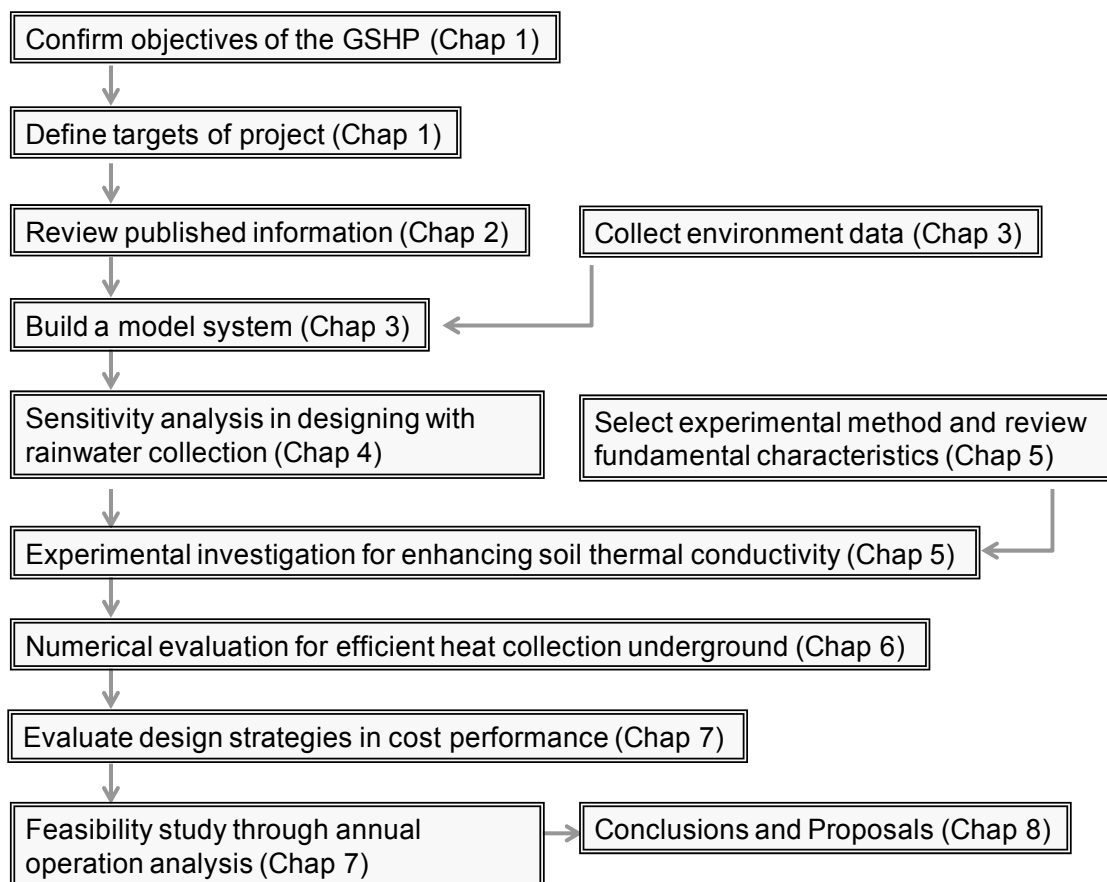 Confirm objectives of the GSHP (Chap 1)
Define targets of project (Chap 1)
Review published information (Chap 2)
Collect environment data (Chap 3)
Build a model system (Chap 3)
Sensitivity analysis in designing with
rainwater collection (Chap 4)
Select experimental method and review
fundamental characteristics (Chap 5)
Experimental investigation for enhancing soil thermal conductivity (Chap 5)
Numerical evaluation for efficient heat collection underground (Chap 6)
Evaluate design strategies in cost performance (Chap 7)
Feasibility study through annual
operation analysis (Chap 7)
Conclusions and Proposals (Chap 8)